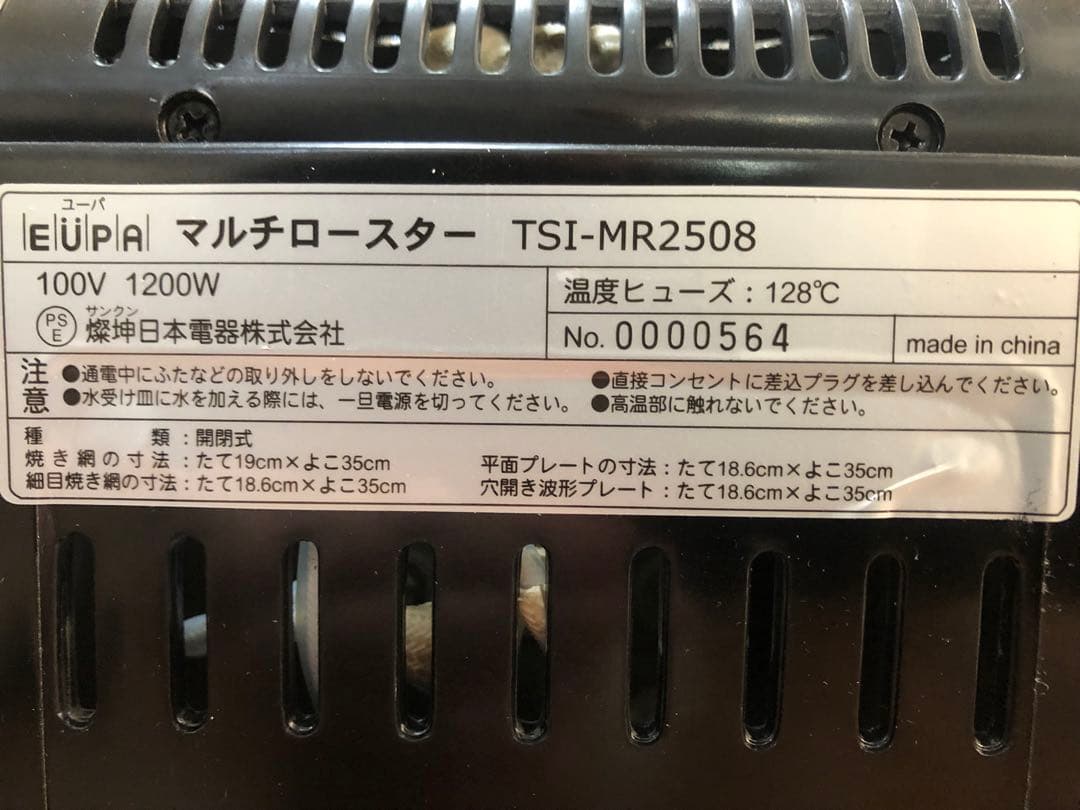 ユーパ
EÜPA マルチロースター TSI-MR2508
100V 1200W
温度ヒューズ：128℃
サンクン
PSE 燦坤日本電器株式会社
No. 0000564
made in china
注意
●通電中にふたなどの取り外しをしないでください。
●直接コンセントに差込プラグを差し込んでください。
●水受け皿に水を加える際には、一旦電源を切ってください。
●高温部に触れないでください。
種　　類：開閉式
焼き網の寸法：たて19cm×よこ35cm
平面プレートの寸法：たて18.6cm×よこ35cm
細目焼き網の寸法：たて18.6cm×よこ35cm
穴開き波形プレート：たて18.6cm×よこ35cm